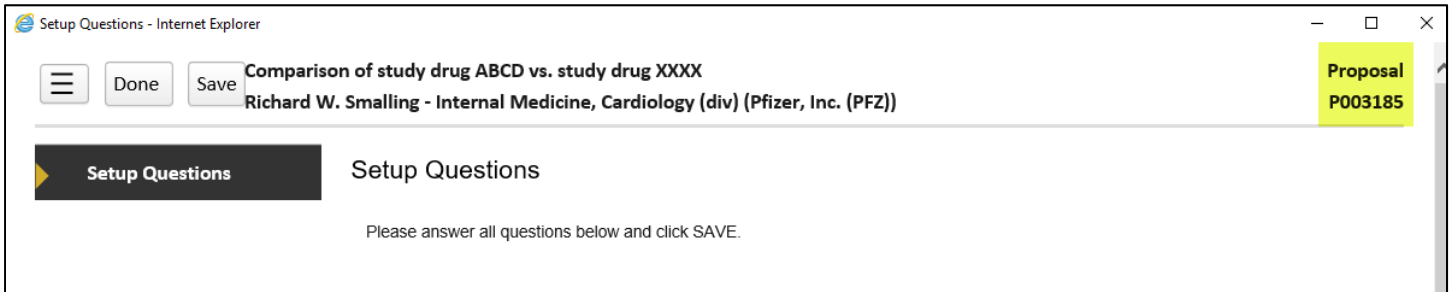 Setup Questions - Internet Explorer
Done Save Comparison of study drug ABCD vs. study drug XXXX Proposal
Richard W. Smalling - Internal Medicine, Cardiology (div) (Pfizer, Inc. (PFZ)) P003185
Setup Questions
Setup Questions
Please answer all questions below and click SAVE.